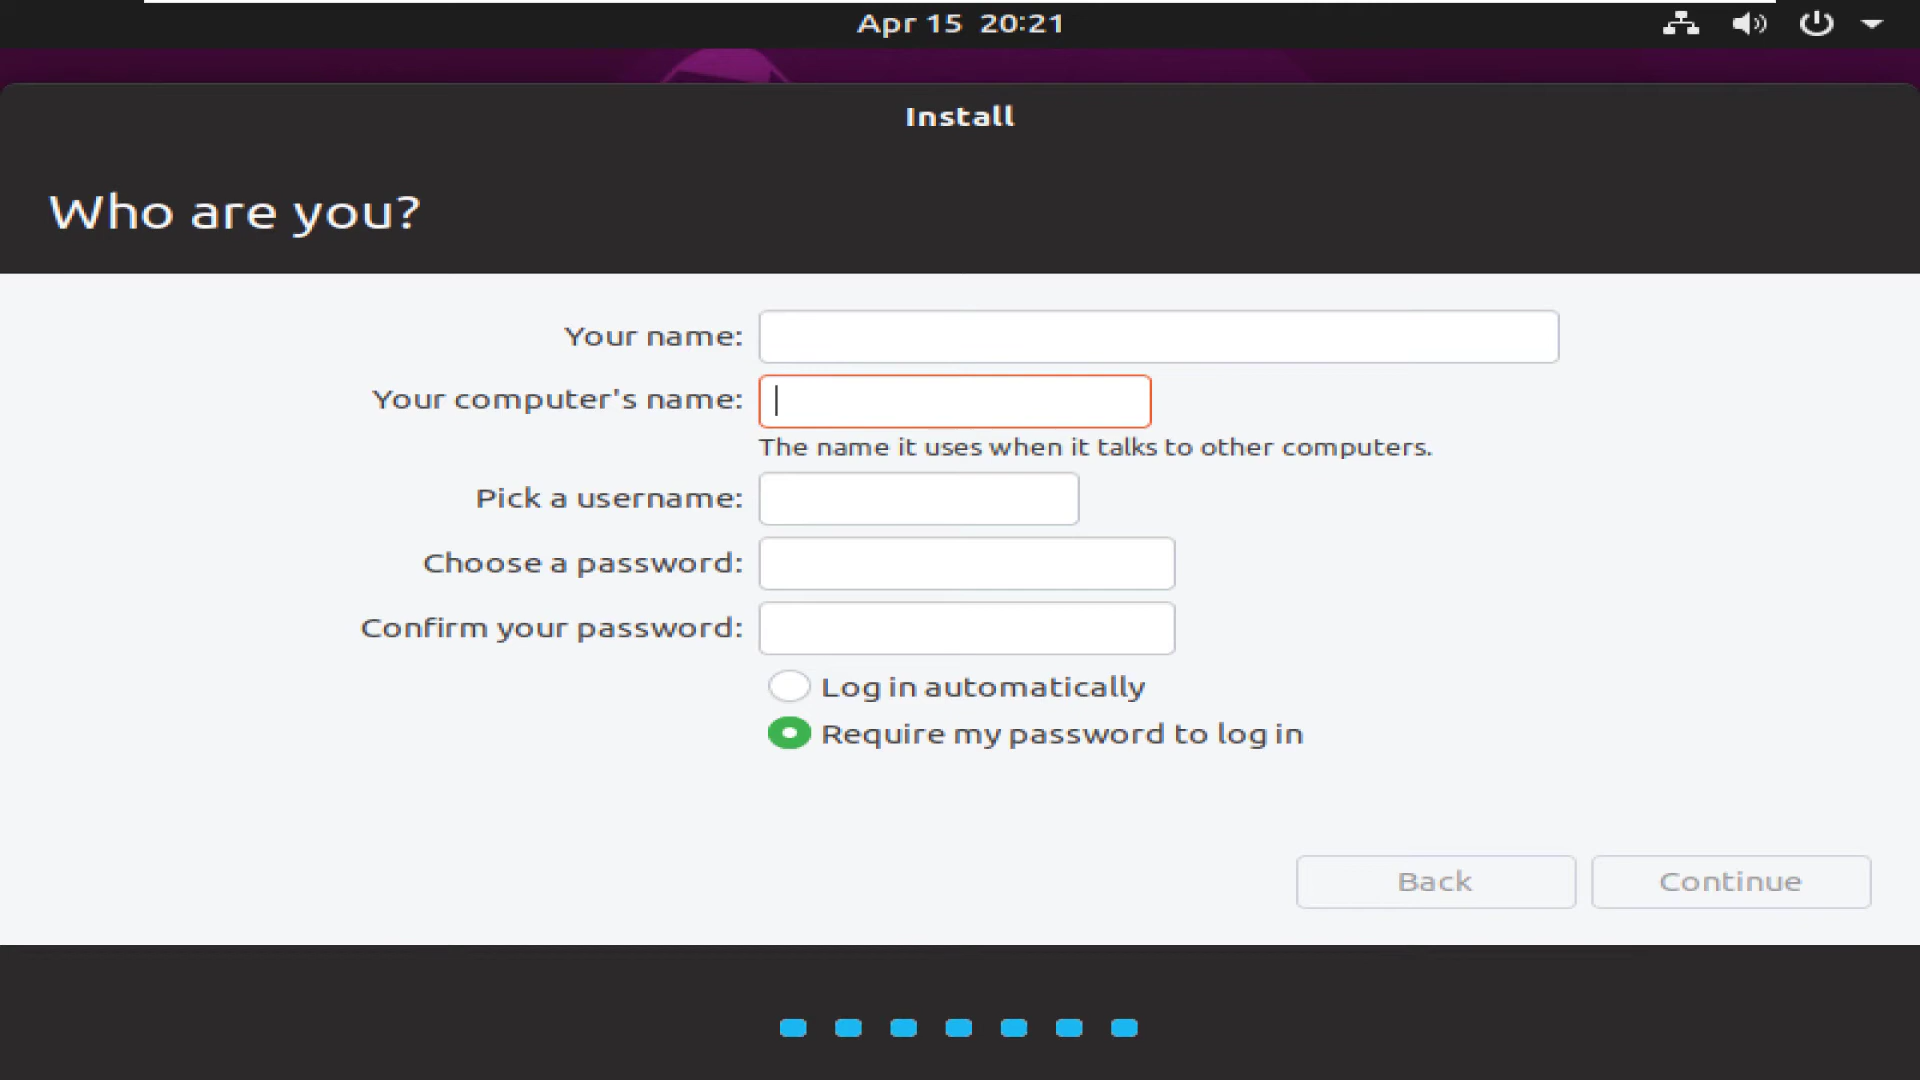 Apr 15 20:21
Install
Who are you?
Your name:
Your computer's name:
The name it uses when it talks to other computers.
Pick a username:
Choose a password:
Confirm your password:
Log in automatically
Require my password to log in
Back
Continue